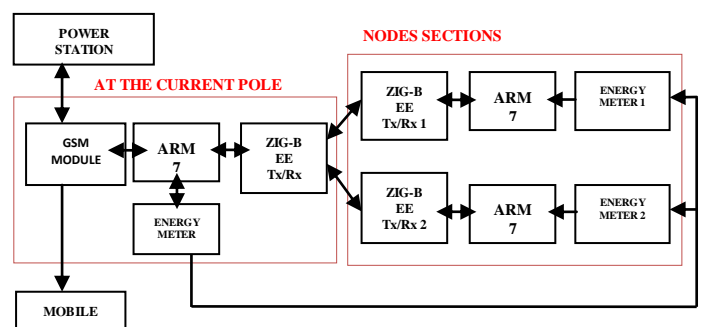 POWER
STATION
NODES SECTIONS
AT THE CURRENT POLE
GSM
MODULE
ARM
7
ZIG-B
EE
Tx/Rx
ENERGY
METER
MOBILE
ZIG-B
EE
Tx/Rx 1
ARM
7
ENERGY
METER 1
ZIG-B
EE
Tx/Rx 2
ARM
7
ENERGY
METER 2